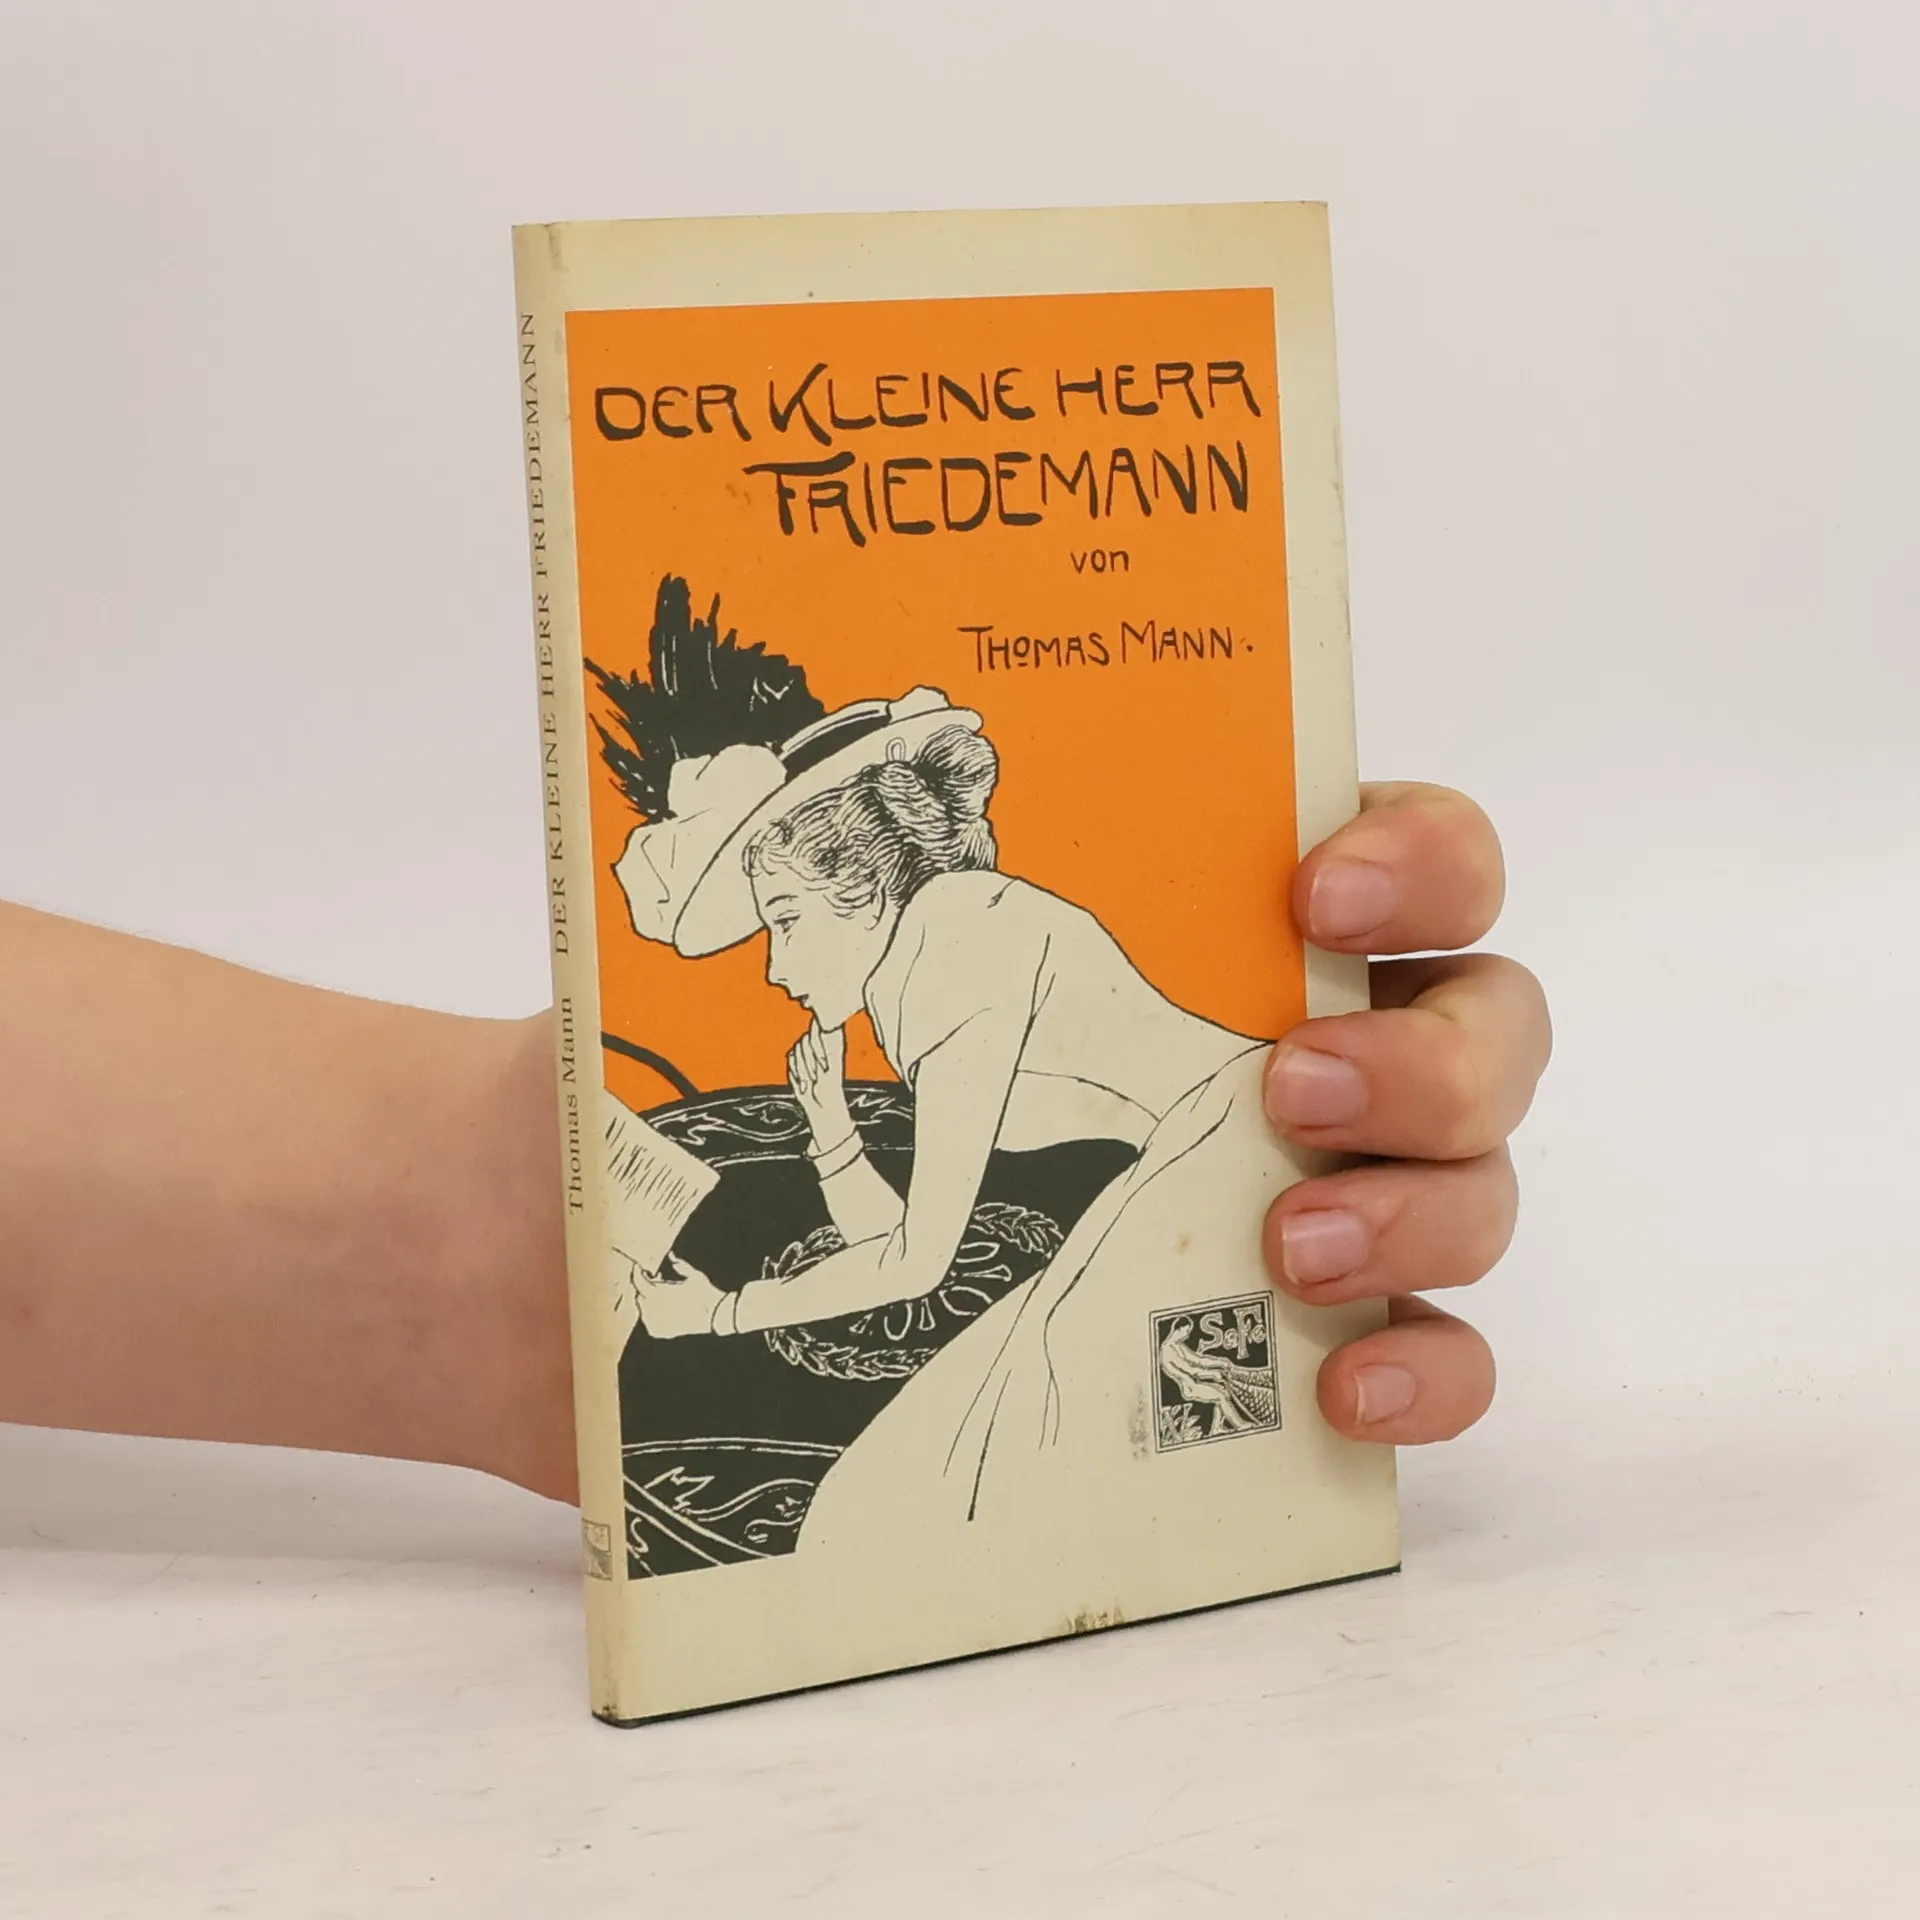 DER KLEINE HERR
FRIEDEMANN
von
THOMAS MANN.
Thomas Mann DER KLEINE HERR FRIEDEMANN